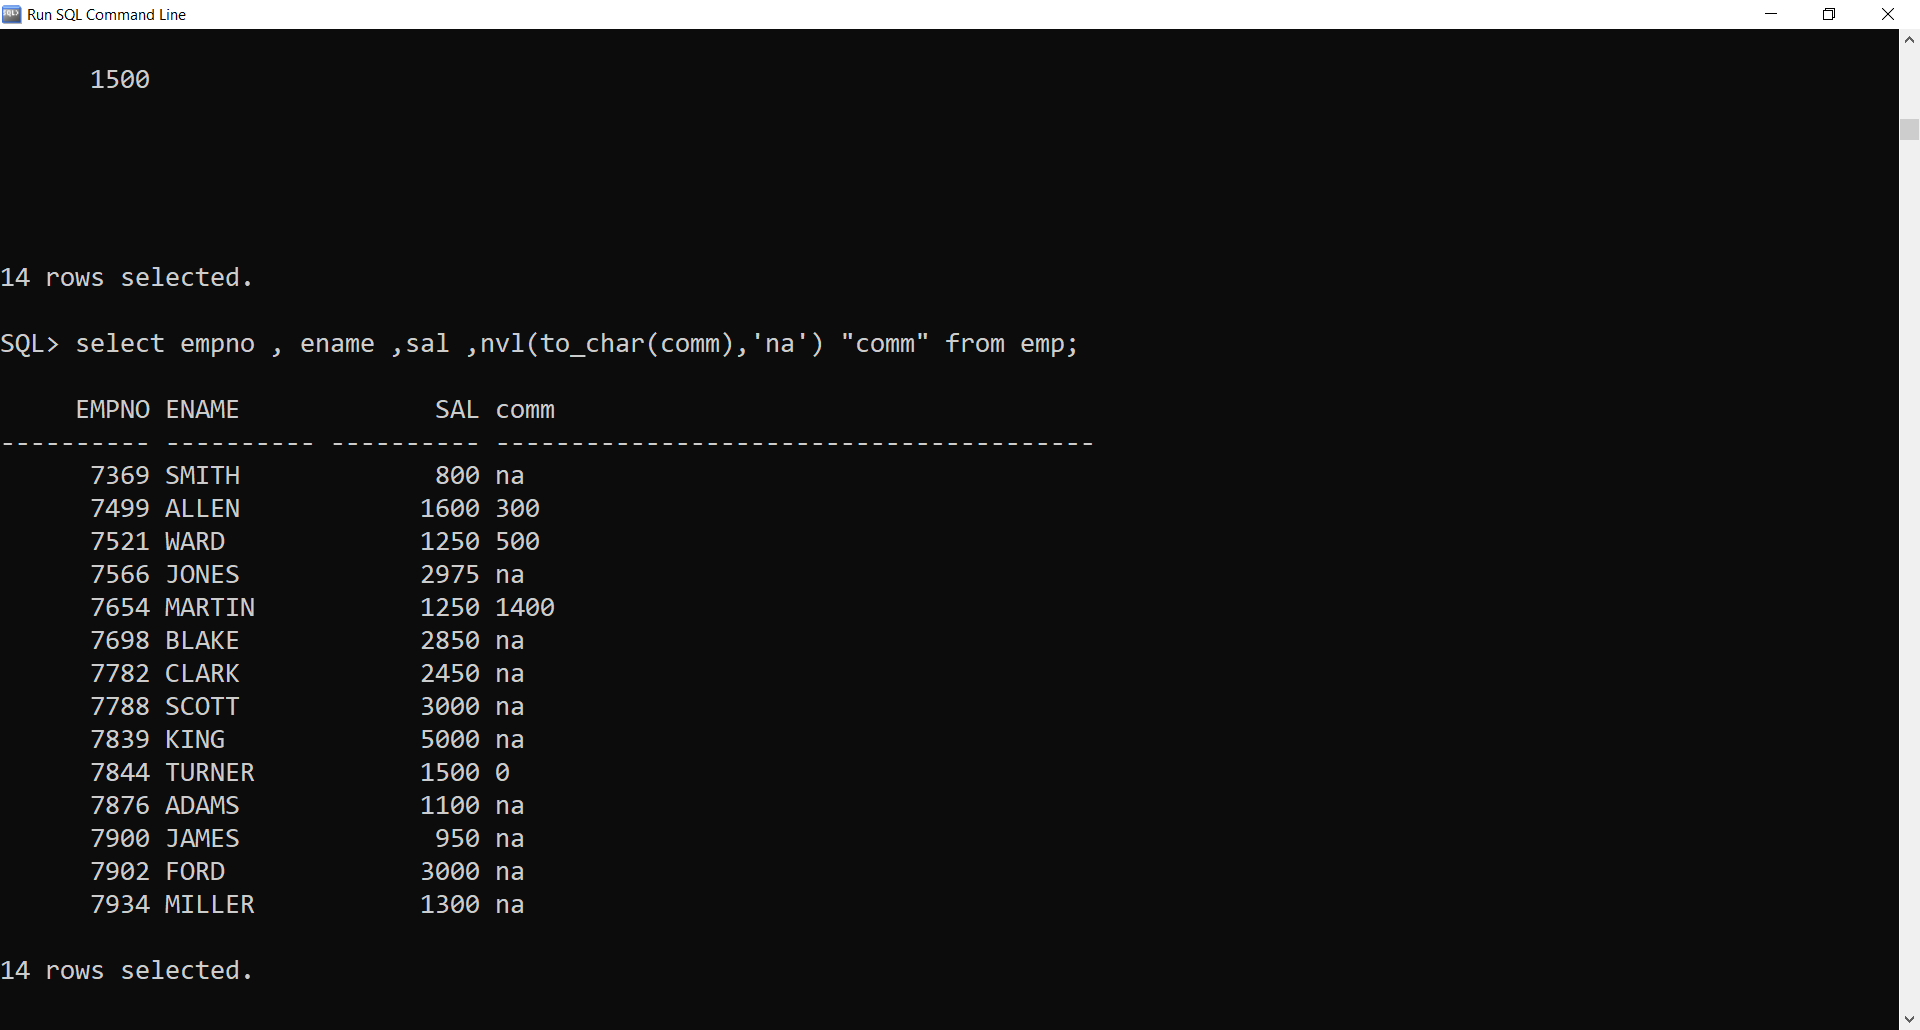 Run SQL Command Line
1500
14 rows selected.
SQL> select empno , ename ,sal ,nvl(to_char(comm),'na') "comm" from emp;
     EMPNO ENAME             SAL comm
---------- ---------- ---------- ----------------------------------------
      7369 SMITH             800 na
      7499 ALLEN            1600 300
      7521 WARD             1250 500
      7566 JONES            2975 na
      7654 MARTIN           1250 1400
      7698 BLAKE            2850 na
      7782 CLARK            2450 na
      7788 SCOTT            3000 na
      7839 KING             5000 na
      7844 TURNER           1500 0
      7876 ADAMS            1100 na
      7900 JAMES             950 na
      7902 FORD             3000 na
      7934 MILLER           1300 na
14 rows selected.